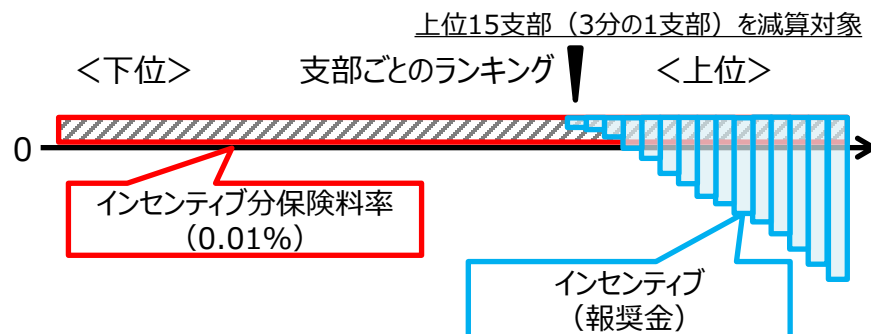 上位15支部（3分の1支部）を減算対象
＜下位＞ 支部ごとのランキング ＜上位＞
0
インセンティブ分保険料率
（0.01%）
インセンティブ
（報奨金）